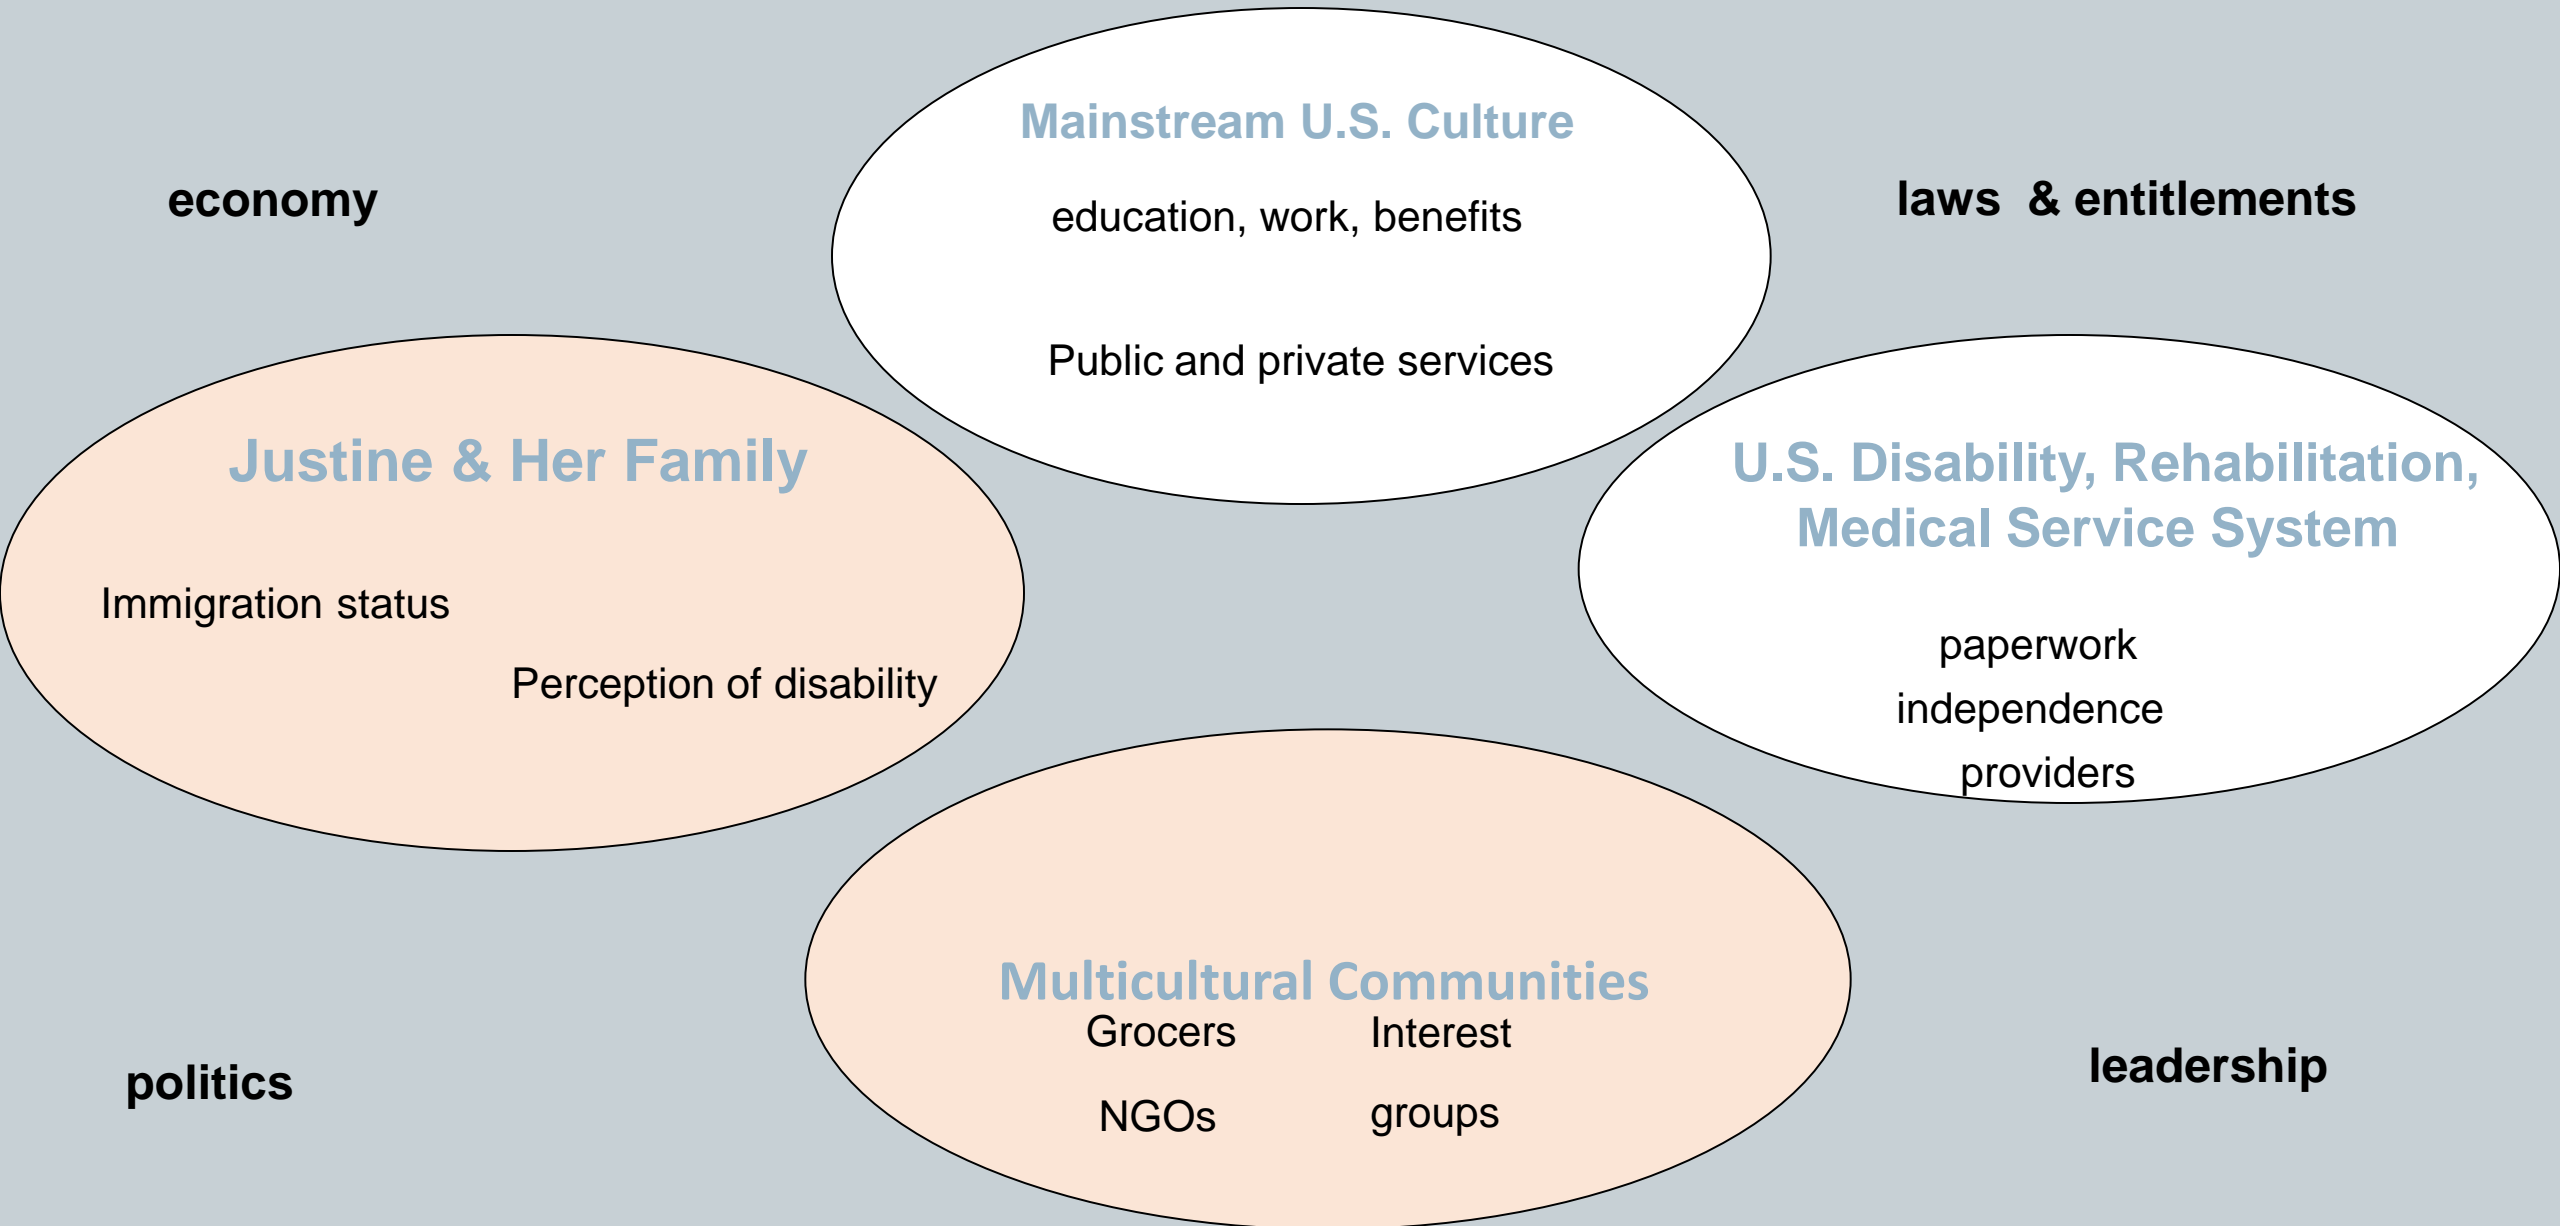 Mainstream U.S. Culture
education, work, benefits
Public and private services
economy
laws & entitlements
Justine & Her Family
Immigration status
Perception of disability
U.S. Disability, Rehabilitation,
Medical Service System
paperwork
independence
providers
Multicultural Communities
Grocers
NGOs
Interest
groups
politics
leadership